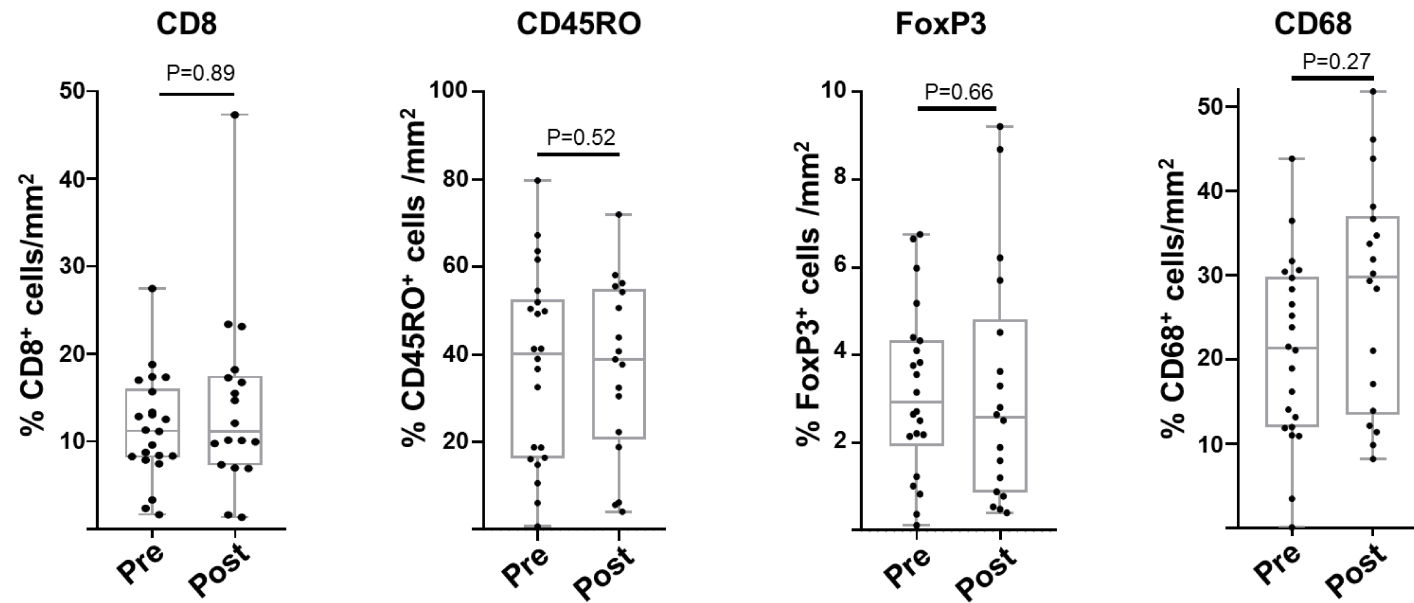 CD8
P=0.89
% CD8⁺ cells/mm²
50
40
30
20
10
Pre
Post
CD45RO
P=0.52
% CD45RO⁺ cells /mm²
100
80
60
40
20
Pre
Post
FoxP3
P=0.66
% FoxP3⁺ cells /mm²
10
8
6
4
2
Pre
Post
CD68
P=0.27
% CD68⁺ cells/mm²
50
40
30
20
10
Pre
Post